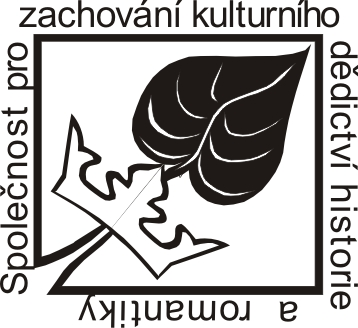 Společnost pro
zachování kulturního
dědictví historie
a romantiky